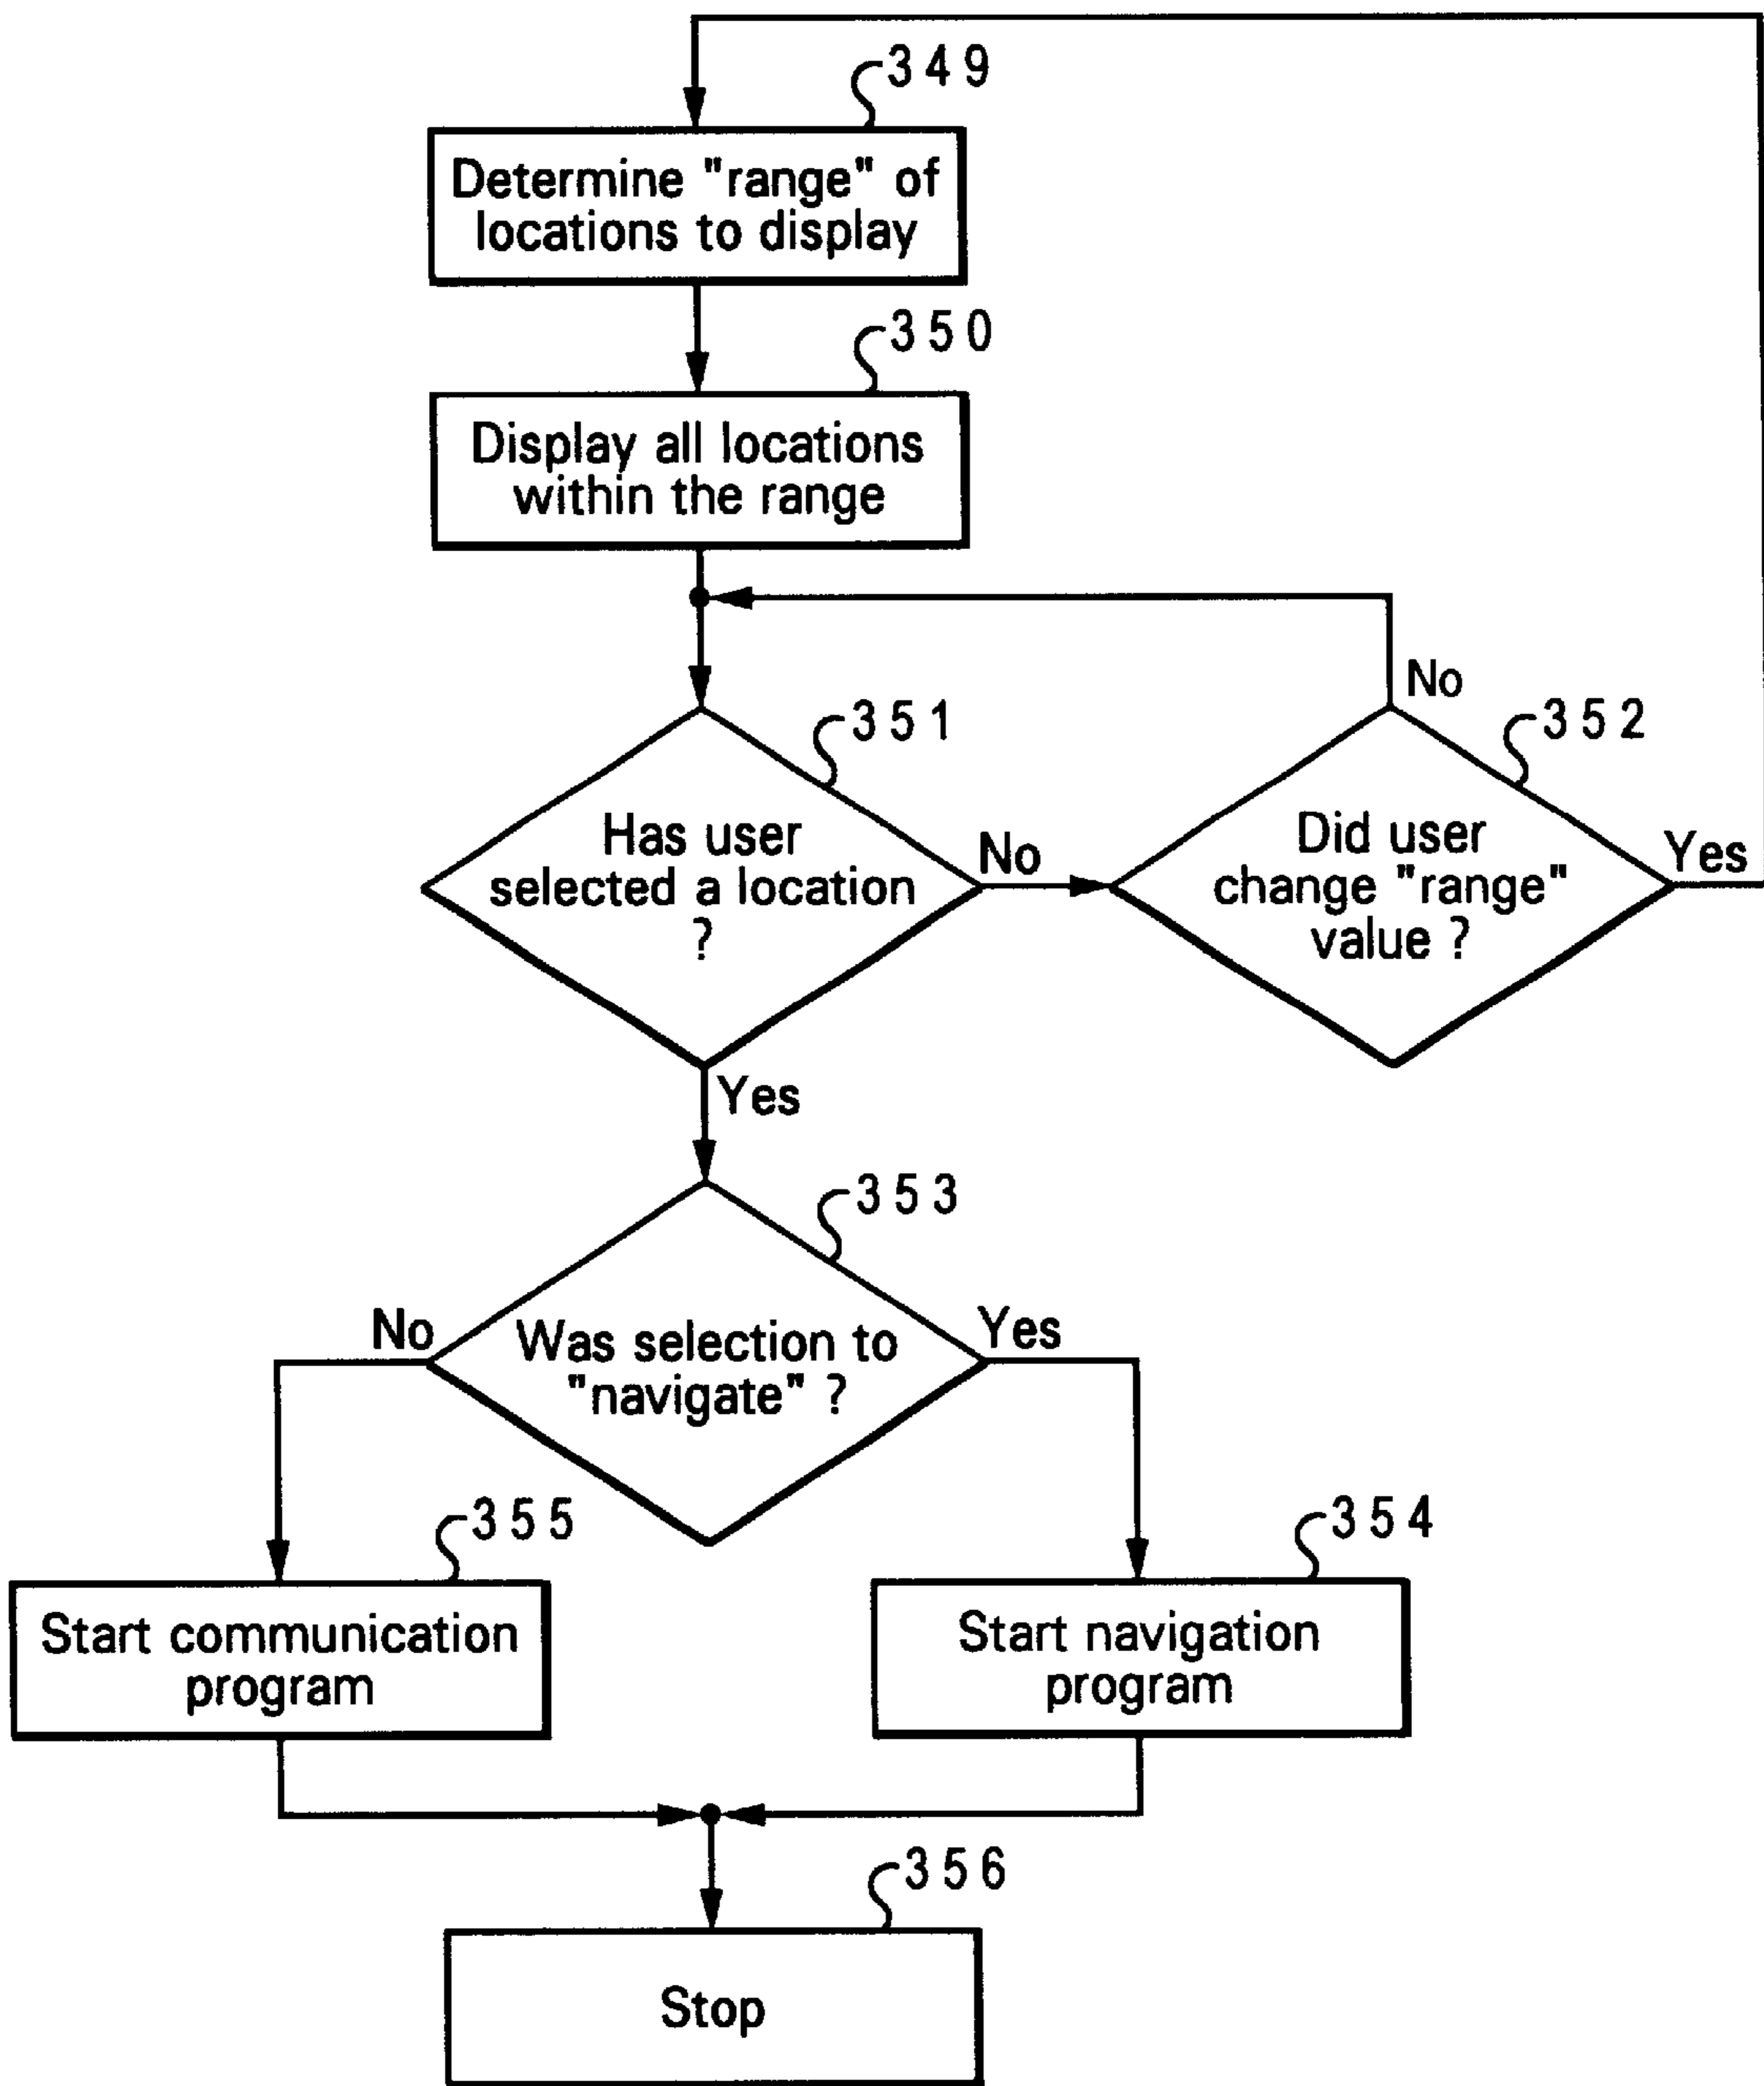 349
Determine "range" of
locations to display
350
Display all locations
within the range
351
Has user
selected a location
?
No
352
Did user
change "range"
value ?
No
Yes
Yes
353
Was selection to
"navigate" ?
No
Yes
355
Start communication
program
354
Start navigation
program
356
Stop